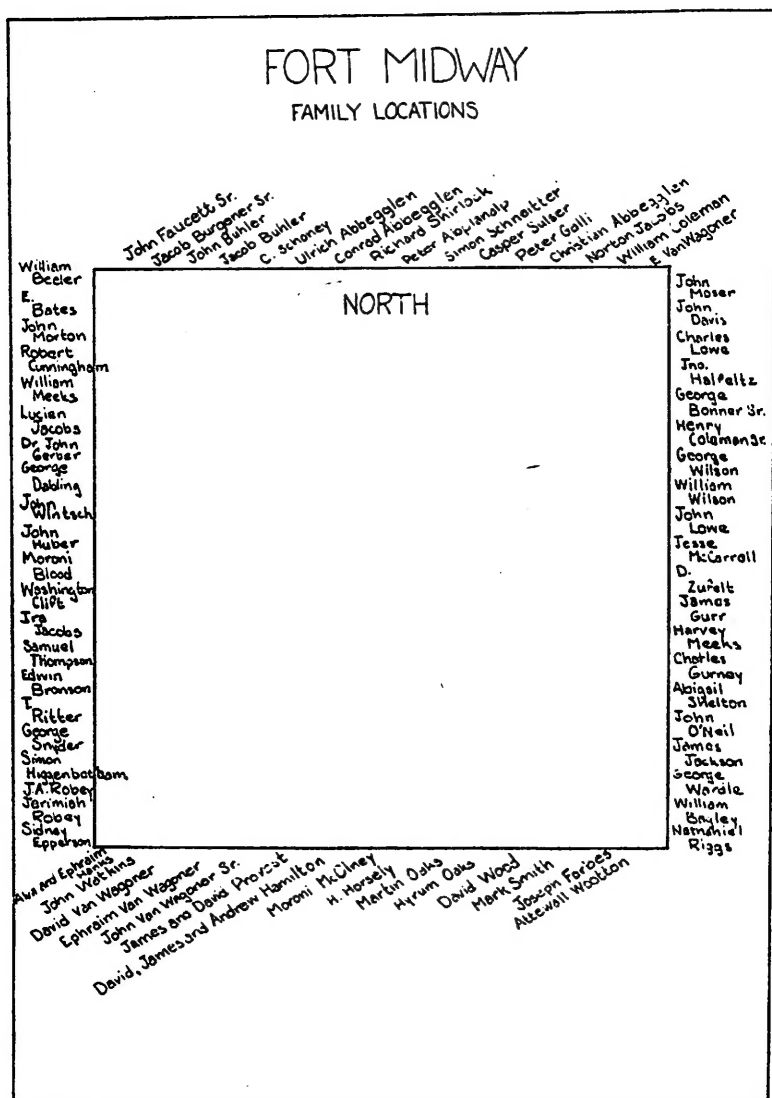 FORT MIDWAY
FAMILY LOCATIONS
John Faucett Sr.
Jacob Burgener Sr.
John Buhler
Jacob Buhler
C. Schoney
Ulrich Abbegglen
Conrad Abbegglen
Richard Shirlock
Peter Abplanalp
Simon Schneitter
Casper Sulser
Peter Galli
Christian Abbegglen
Norton Jacobs
William Coleman
E. VanWagoner
NORTH
William
Beeler
E.
Bates
John
Morton
Robert
Cunningham
William
Meeks
Lucien
Jacobs
Dr. John
Gerber
George
Dabling
John
Wintsch
John
Huber
Moroni
Blood
Washington
Clift
Ira
Jacobs
Samuel
Thompson
Edwin
Bronson
T.
Ritter
George
Snyder
Simon
Higgenbotham
J.A. Robey
Jerimiah
Robey
Sidney
Epperson
John
Moser
John
Davis
Charles
Lowe
Jno.
Halfeltz
George
Bonner Sr.
Henry
Coleman Sr.
George
Wilson
William
Wilson
John
Lowe
Jesse
McCarroll
D.
Zufelt
James
Gurr
Harvey
Meeks
Charles
Gurney
Abigail
Shelton
John
O'Neil
James
Jackson
George
Wardle
William
Bagley
Nathaniel
Riggs
Alva and Ephraim
Hanks
John Watkins
David Van Wagoner
Ephraim Van Wagoner
John Van Wagoner Sr.
James and David Provost
David, James and Andrew Hamilton
Moroni McOlney
H. Horsely
Martin Oaks
Hyrum Oaks
David Wood
Mark Smith
Joseph Forbes
Attewall Wootton